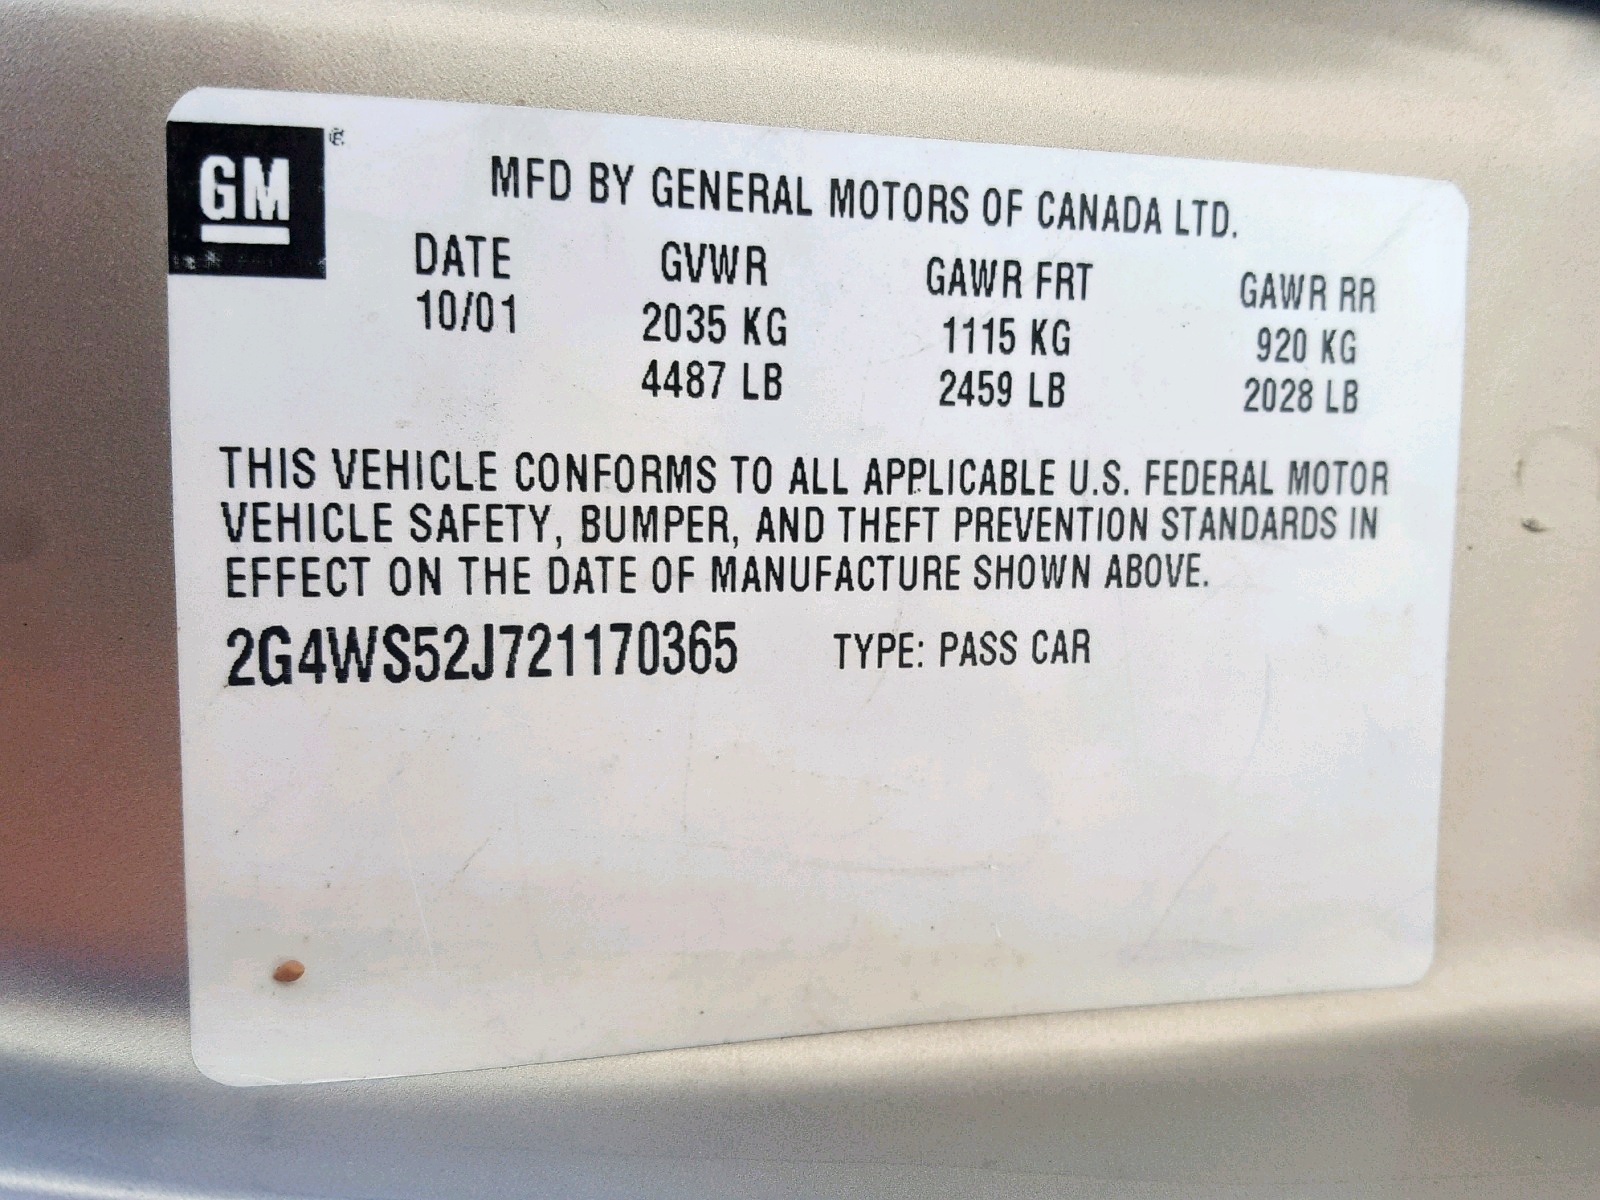 GM
MFD BY GENERAL MOTORS OF CANADA LTD.
DATE GVWR GAWR FRT GAWR RR
10/01 2035 KG 1115 KG 920 KG
4487 LB 2459 LB 2028 LB
THIS VEHICLE CONFORMS TO ALL APPLICABLE U.S. FEDERAL MOTOR
VEHICLE SAFETY, BUMPER, AND THEFT PREVENTION STANDARDS IN
EFFECT ON THE DATE OF MANUFACTURE SHOWN ABOVE.
2G4WS52J721170365 TYPE: PASS CAR